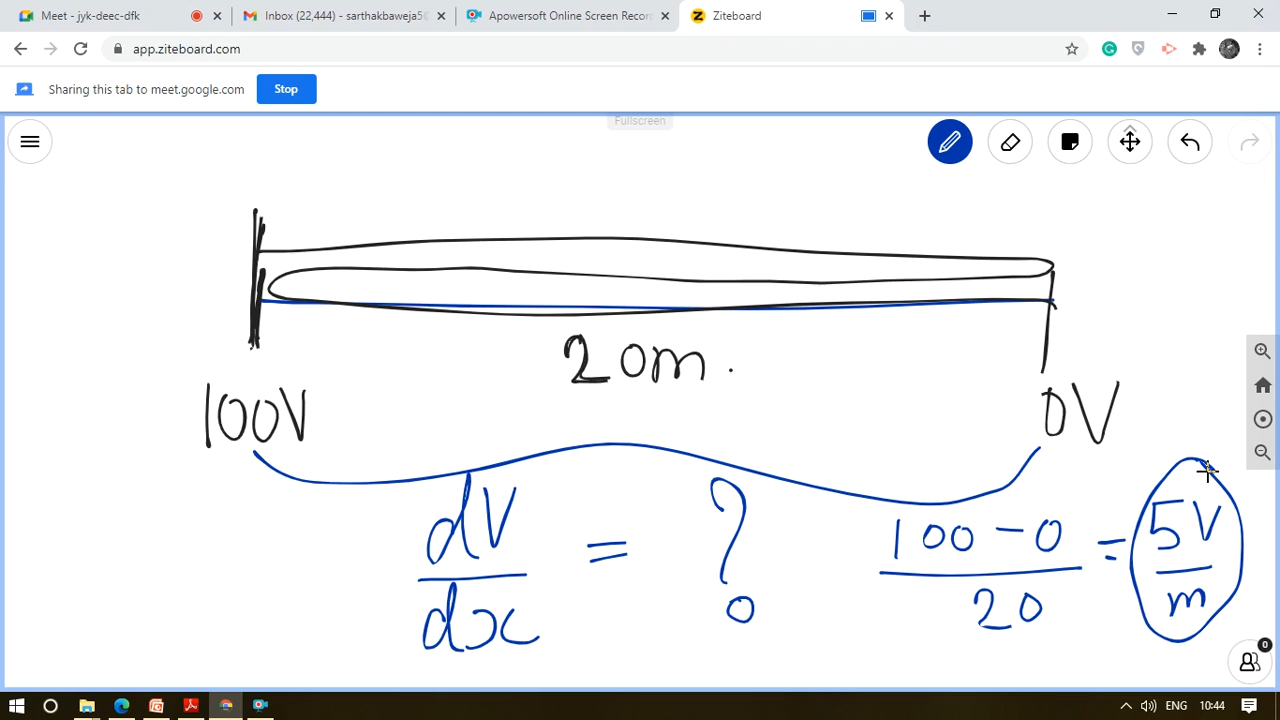 Meet - jyk-deec-dfk
Inbox (22,444) - sarthakbaweja5
Apowersoft Online Screen Recor
Ziteboard
app.ziteboard.com
Sharing this tab to meet.google.com
Stop
Fullscreen
20m.
100V
0V
dV/dx = ?
100-0/20 = 5V/m
0
ENG
10:44